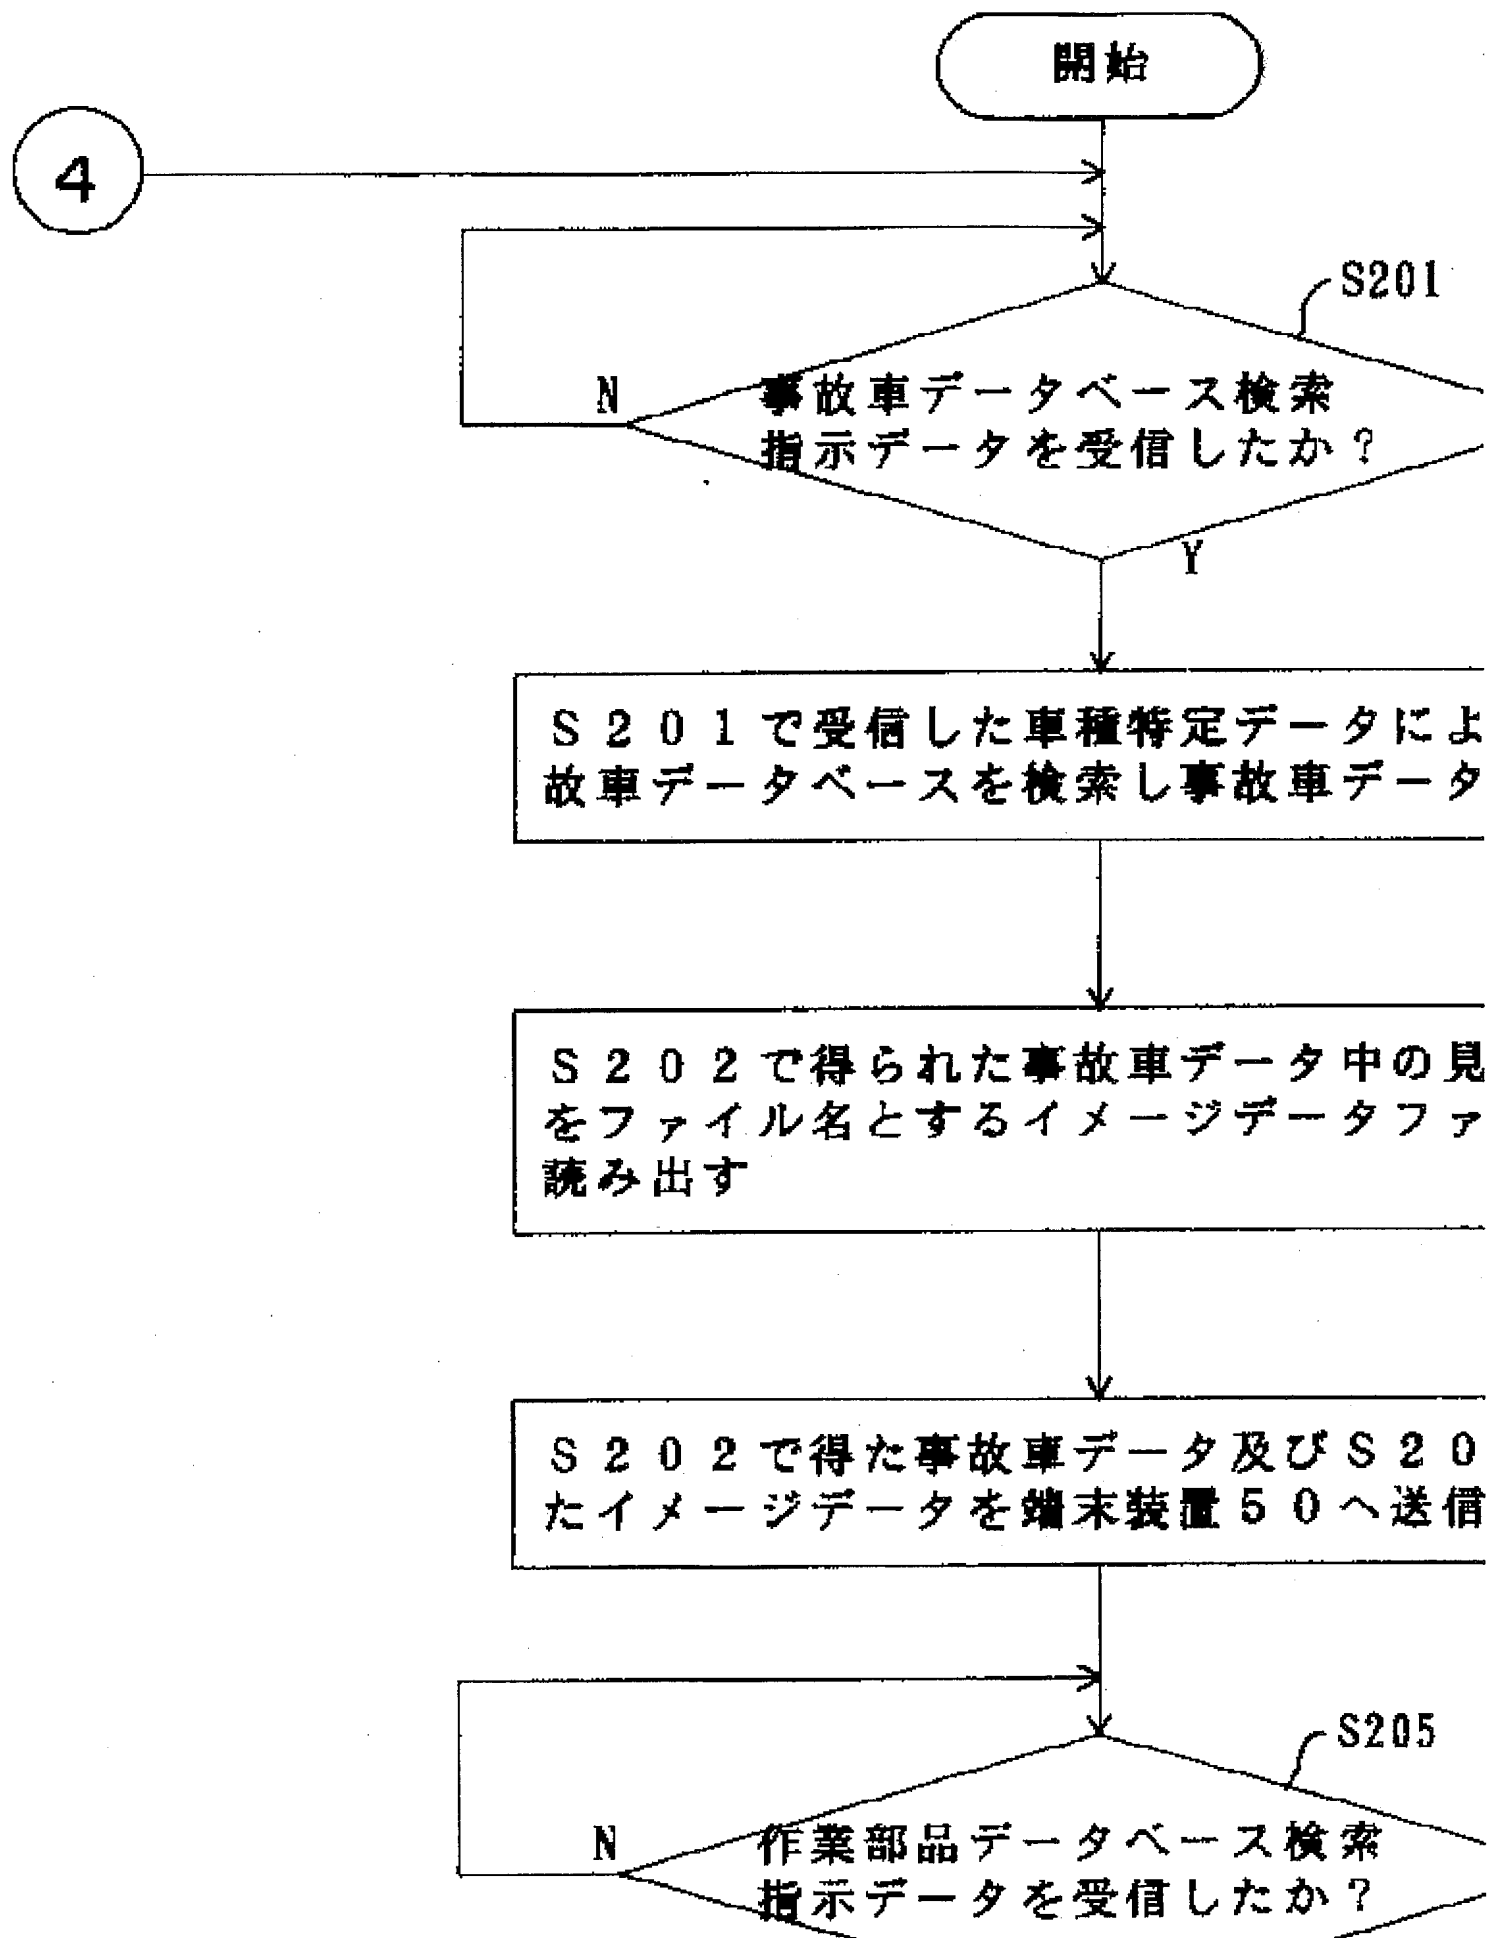 開始
4
S201
N
事故車データベース検索
指示データを受信したか？
Y
S201で受信した車種特定データによ
故車データベースを検索し事故車データ
S202で得られた事故車データ中の見
をファイル名とするイメージデータファ
読み出す
S202で得た事故車データ及びS20
たイメージデータを端末装置50へ送信
S205
N
作業部品データベース検索
指示データを受信したか？